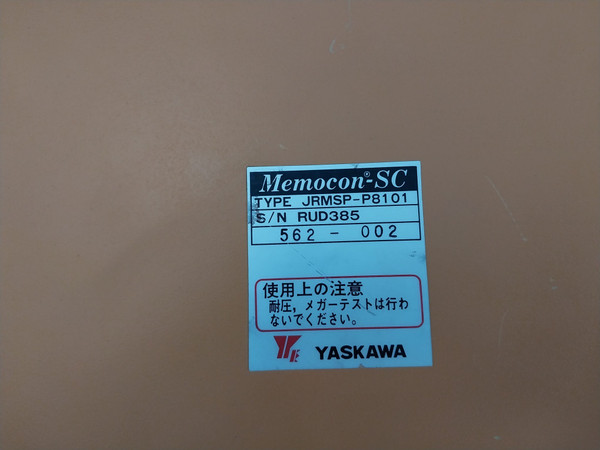 Memocon®-SC
TYPE JRMSP-P8101
S/N RUD385
562 - 002
使用上の注意
耐圧,メガーテストは行わ
ないでください。
YE YASKAWA